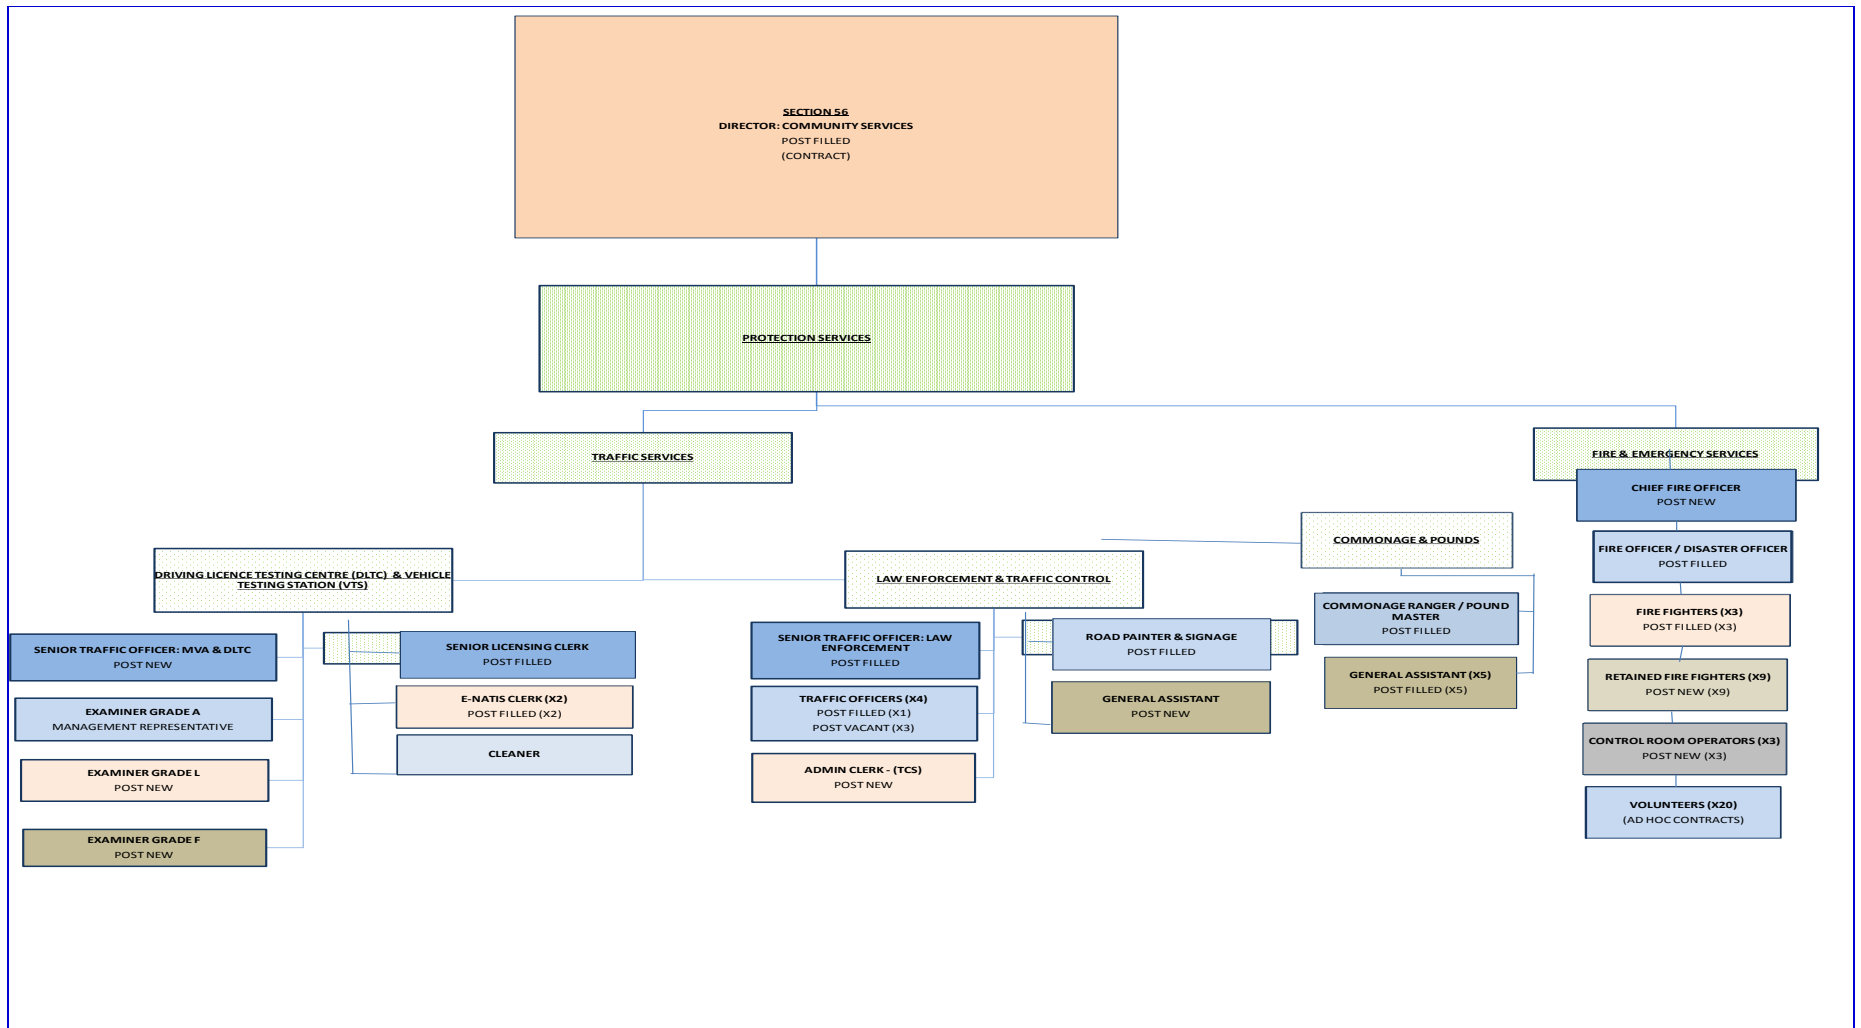 SECTION 56
DIRECTOR: COMMUNITY SERVICES
POST FILLED
(CONTRACT)
PROTECTION SERVICES
TRAFFIC SERVICES
FIRE & EMERGENCY SERVICES
CHIEF FIRE OFFICER
POST NEW
FIRE OFFICER / DISASTER OFFICER
POST FILLED
FIRE FIGHTERS (X3)
POST FILLED (X3)
RETAINED FIRE FIGHTERS (X9)
POST NEW (X9)
CONTROL ROOM OPERATORS (X3)
POST NEW (X3)
VOLUNTEERS (X20)
(AD HOC CONTRACTS)
DRIVING LICENCE TESTING CENTRE (DLTC) & VEHICLE
TESTING STATION (VTS)
SENIOR TRAFFIC OFFICER: MVA & DLTC
POST NEW
EXAMINER GRADE A
MANAGEMENT REPRESENTATIVE
EXAMINER GRADE L
POST NEW
EXAMINER GRADE F
POST NEW
SENIOR LICENSING CLERK
POST FILLED
E-NATIS CLERK (X2)
POST FILLED (X2)
CLEANER
LAW ENFORCEMENT & TRAFFIC CONTROL
SENIOR TRAFFIC OFFICER: LAW
ENFORCEMENT
POST FILLED
TRAFFIC OFFICERS (X4)
POST FILLED (X1)
POST VACANT (X3)
ADMIN CLERK - (TCS)
POST NEW
ROAD PAINTER & SIGNAGE
POST FILLED
GENERAL ASSISTANT
POST NEW
COMMONAGE & POUNDS
COMMONAGE RANGER / POUND
MASTER
POST FILLED
GENERAL ASSISTANT (X5)
POST FILLED (X5)